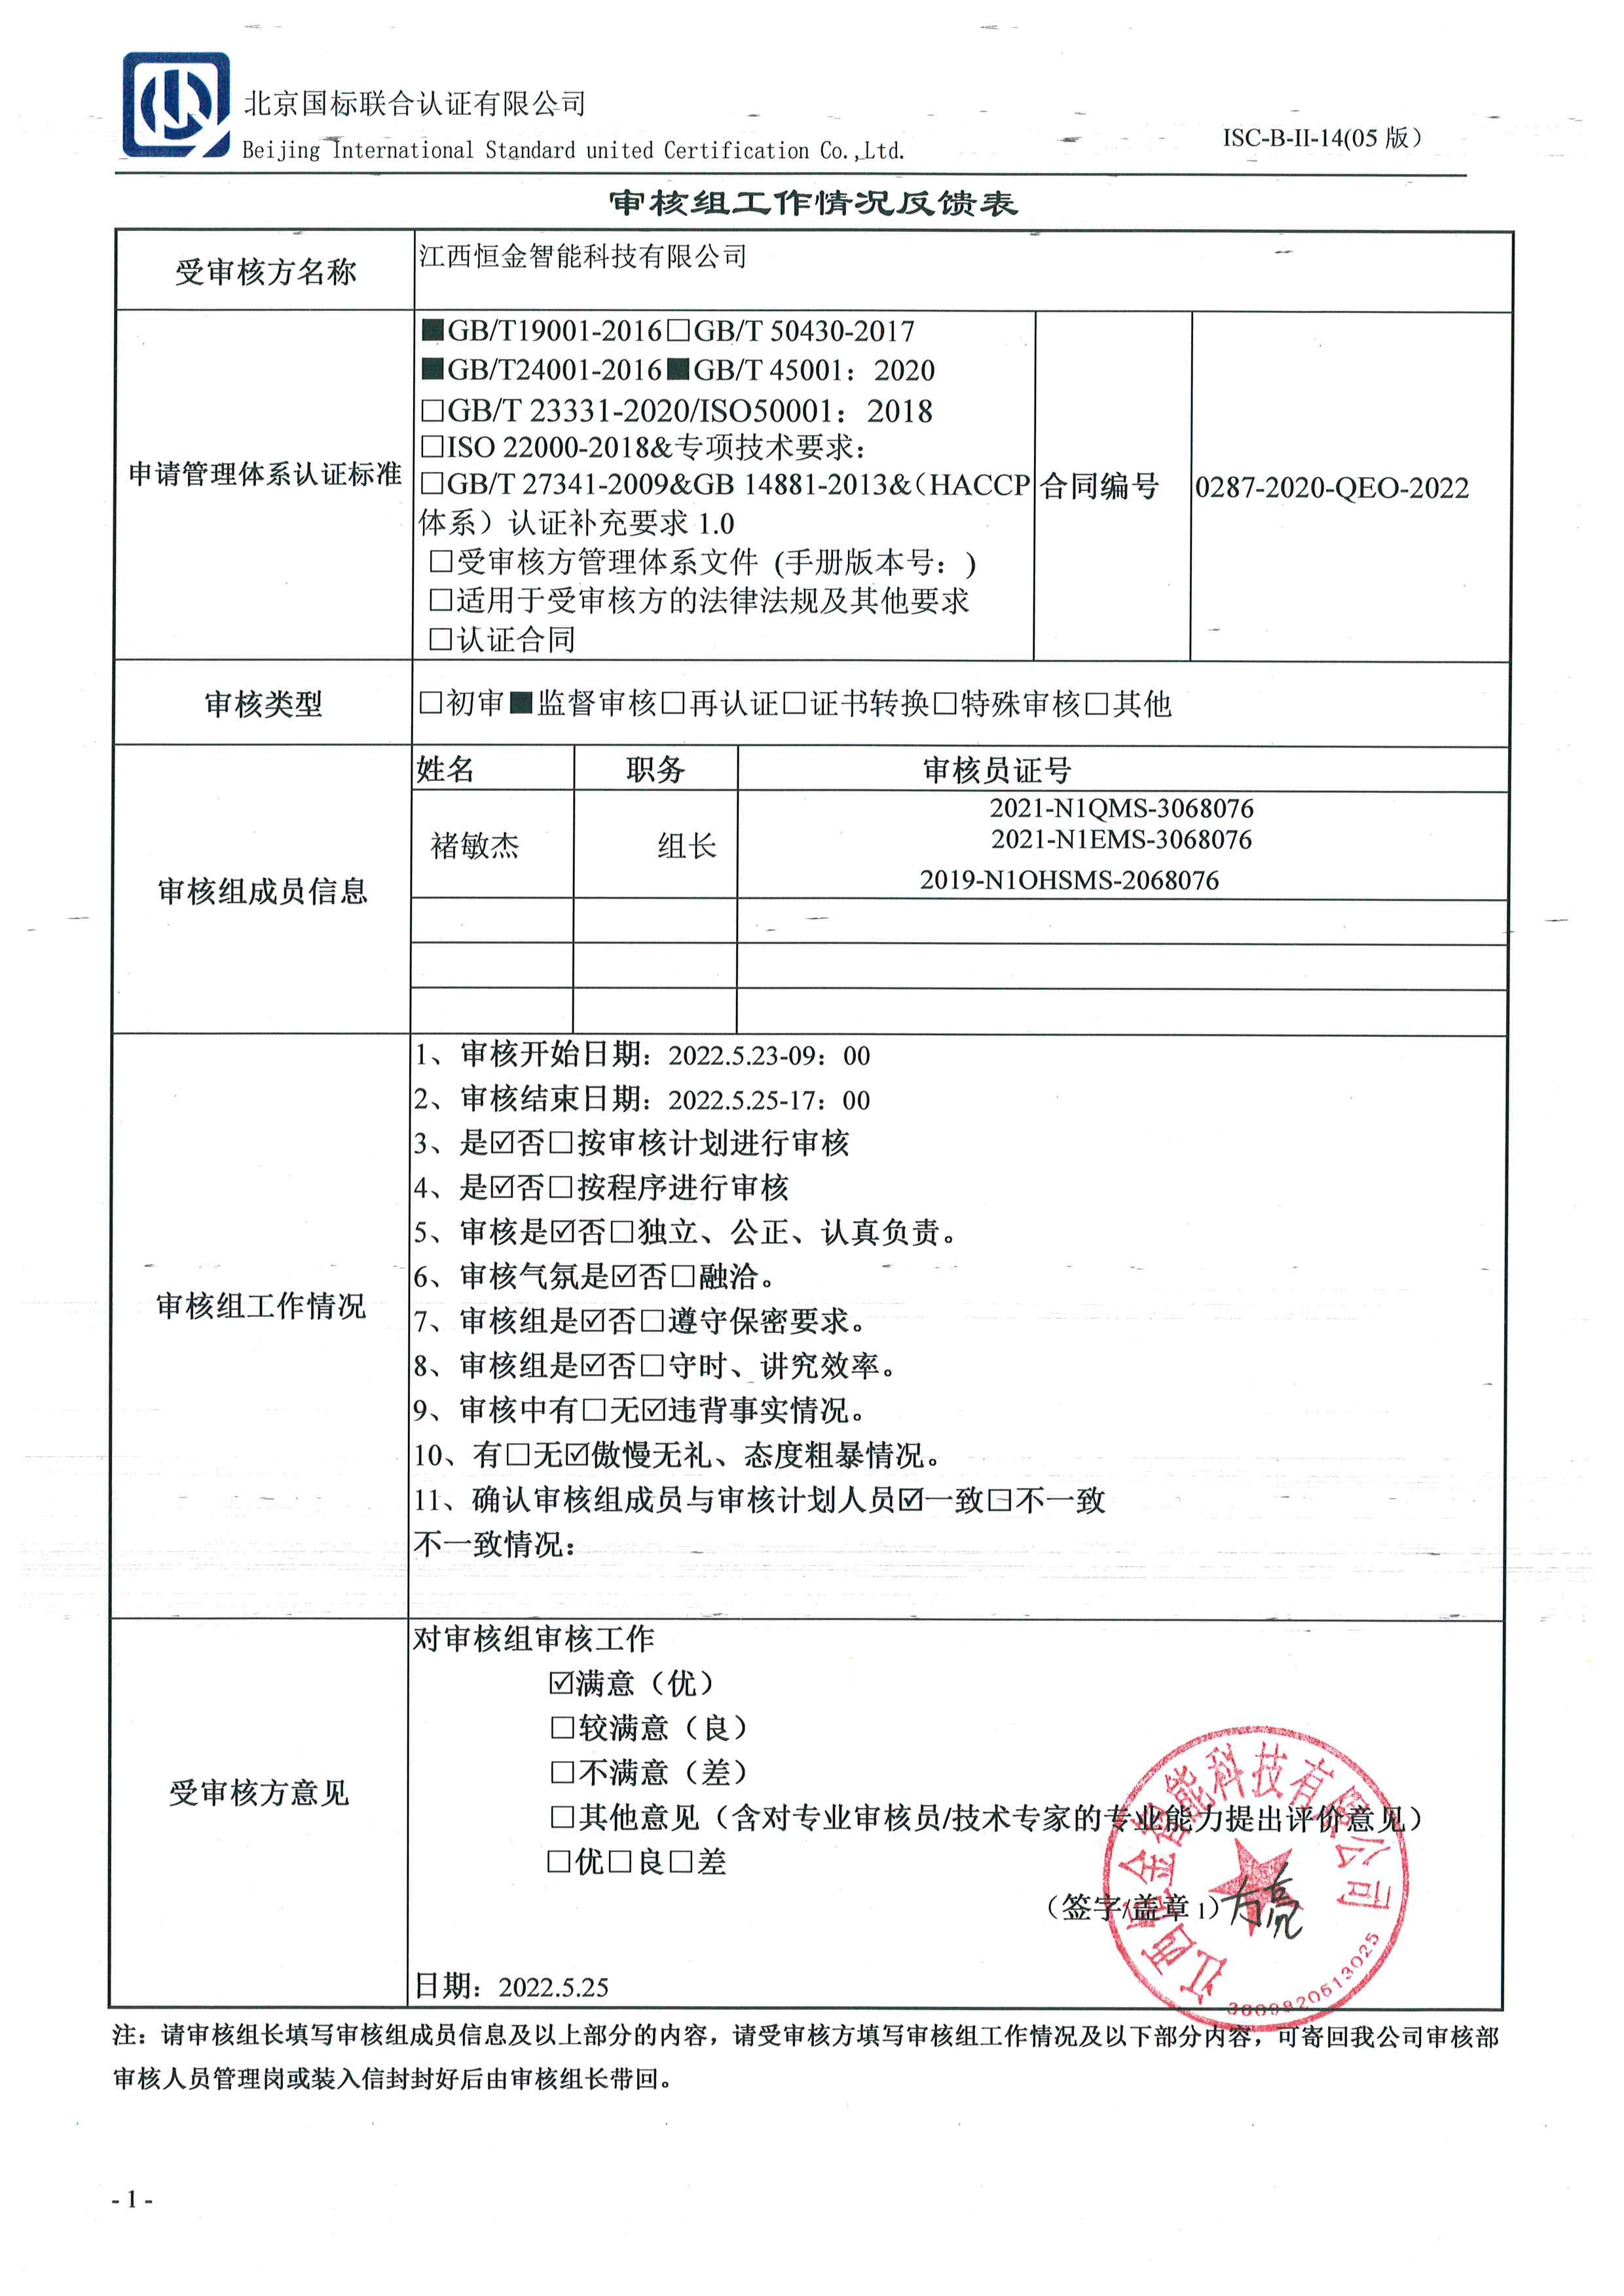 北京国标联合认证有限公司
Beijing International Standard united Certification Co.,Ltd.
ISC-B-II-14(05 版)
审核组工作情况反馈表
受审核方名称
江西恒金智能科技有限公司
申请管理体系认证标准
■GB/T19001-2016□GB/T 50430-2017
■GB/T24001-2016■GB/T 45001：2020
□GB/T 23331-2020/ISO50001：2018
□ISO 22000-2018&专项技术要求：
□GB/T 27341-2009&GB 14881-2013&（HACCP
体系）认证补充要求 1.0
□受审核方管理体系文件 (手册版本号：)
□适用于受审核方的法律法规及其他要求
□认证合同
合同编号
0287-2020-QEO-2022
审核类型
□初审■监督审核□再认证□证书转换□特殊审核□其他
审核组成员信息
姓名 职务 审核员证号
褚敏杰 组长
2021-N1QMS-3068076
2021-N1EMS-3068076
2019-N1OHSMS-2068076
审核组工作情况
1、审核开始日期：2022.5.23-09：00
2、审核结束日期：2022.5.25-17：00
3、是☑否□按审核计划进行审核
4、是☑否□按程序进行审核
5、审核是☑否□独立、公正、认真负责。
6、审核气氛是☑否□融洽。
7、审核组是☑否□遵守保密要求。
8、审核组是☑否□守时、讲究效率。
9、审核中有□无☑违背事实情况。
10、有□无☑傲慢无礼、态度粗暴情况。
11、确认审核组成员与审核计划人员☑一致□不一致
不一致情况：
受审核方意见
对审核组审核工作
☑满意（优）
□较满意（良）
□不满意（差）
□其他意见（含对专业审核员/技术专家的专业能力提出评价意见）
□优□良□差
（签字/盖章 1）方亮
江西恒金智能科技有限公司
3609820613025
日期：2022.5.25
注：请审核组长填写审核组成员信息及以上部分的内容，请受审核方填写审核组工作情况及以下部分内容，可寄回我公司审核部
审核人员管理岗或装入信封封好后由审核组长带回。
- 1 -